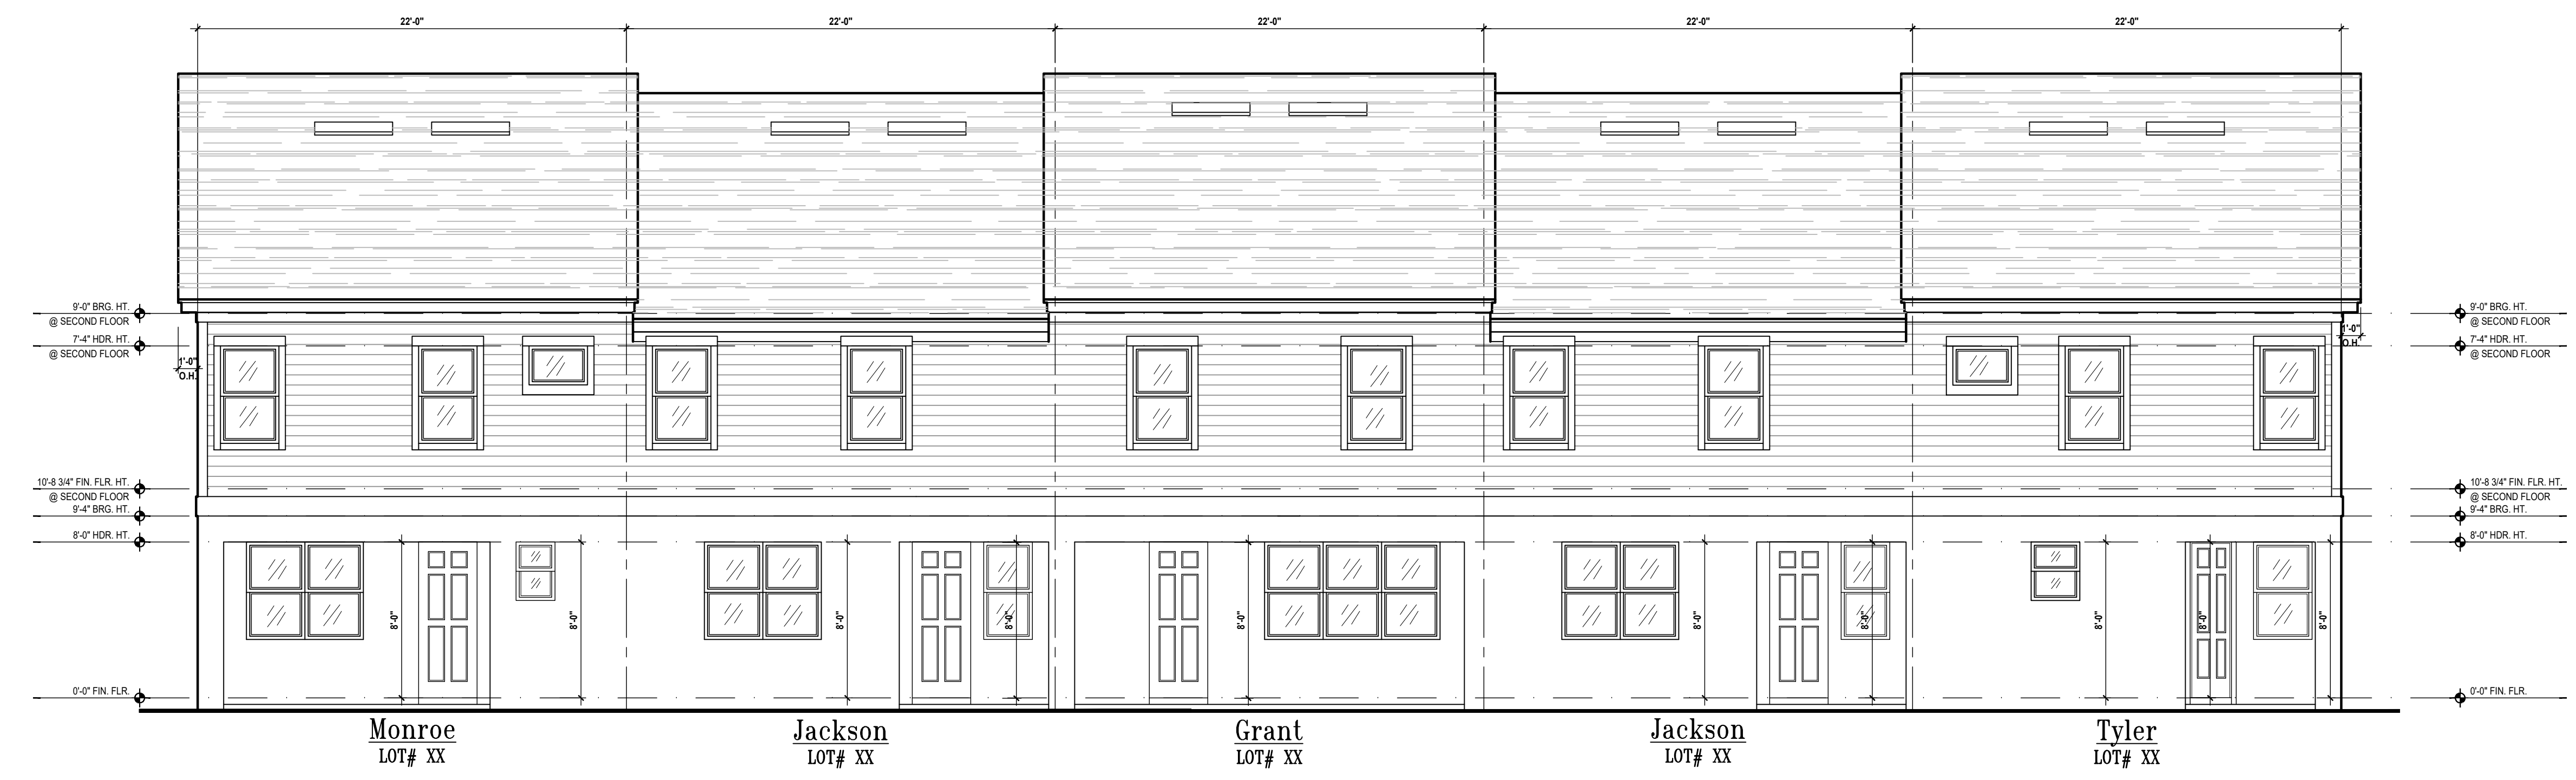 22'-0" 22'-0" 22'-0" 22'-0" 22'-0"
9'-0" BRG. HT.
@ SECOND FLOOR
7'-4" HDR. HT.
@ SECOND FLOOR
1'-0"
O.H.
10'-8 3/4" FIN. FLR. HT.
@ SECOND FLOOR
9'-4" BRG. HT.
8'-0" HDR. HT.
0'-0" FIN. FLR.
9'-0" BRG. HT.
@ SECOND FLOOR
1'-0"
O.H.
7'-4" HDR. HT.
@ SECOND FLOOR
10'-8 3/4" FIN. FLR. HT.
@ SECOND FLOOR
9'-4" BRG. HT.
8'-0" HDR. HT.
0'-0" FIN. FLR.
8'-0"
8'-0"
8'-0"
8'-0"
8'-0"
8'-0"
8'-0"
8'-0"
8'-0"
8'-0"
Monroe
LOT# XX
Jackson
LOT# XX
Grant
LOT# XX
Jackson
LOT# XX
Tyler
LOT# XX